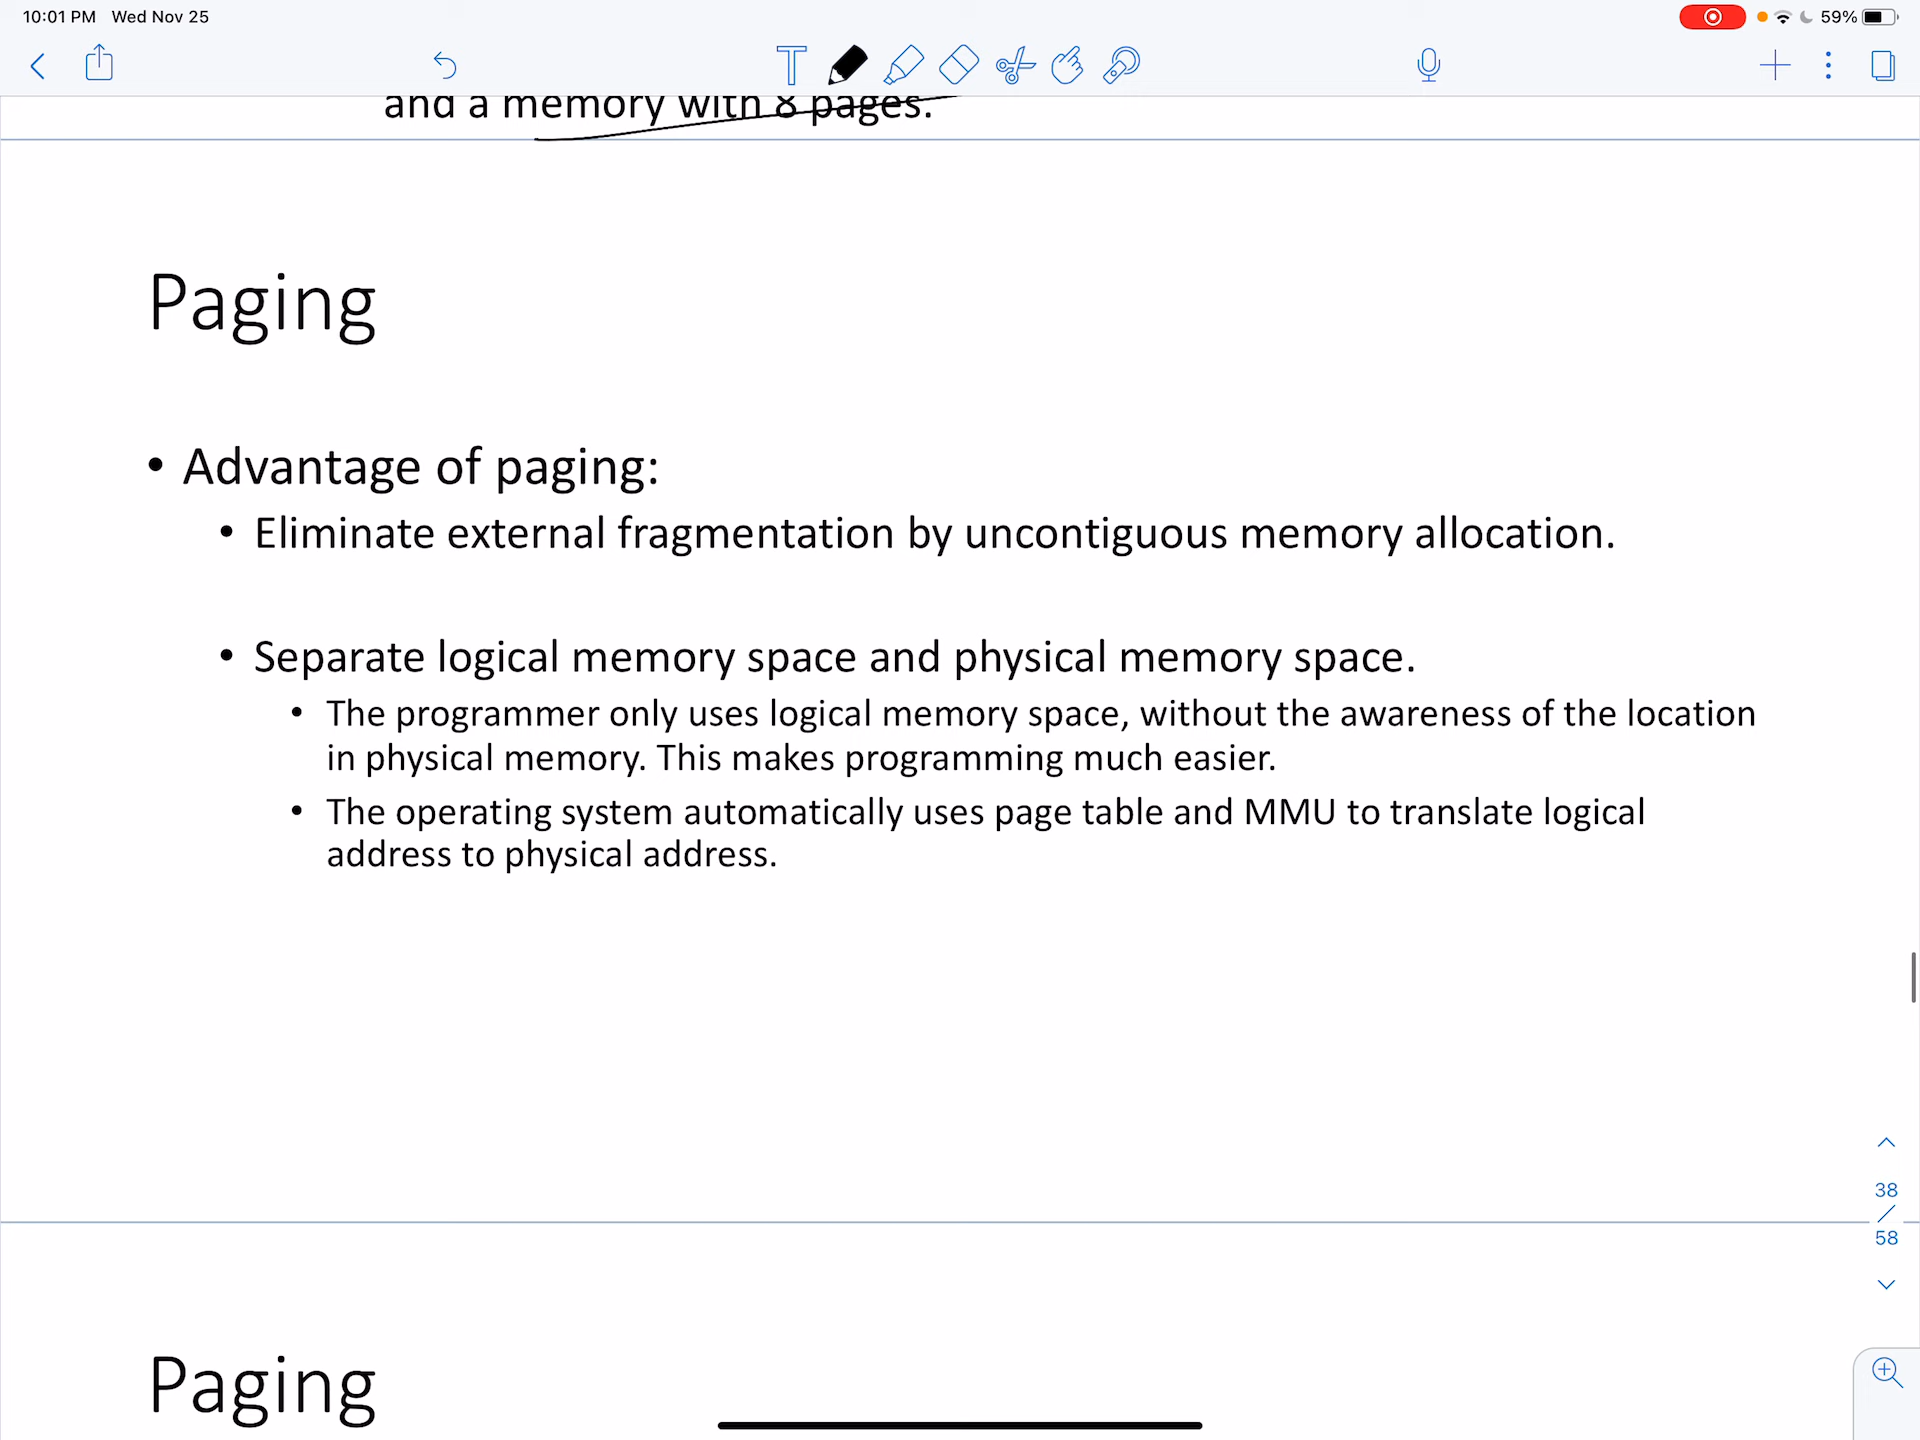 10:01 PM Wed Nov 25
59%
and a memory with 8 pages.
Paging
• Advantage of paging:
• Eliminate external fragmentation by uncontiguous memory allocation.
• Separate logical memory space and physical memory space.
• The programmer only uses logical memory space, without the awareness of the location
in physical memory. This makes programming much easier.
• The operating system automatically uses page table and MMU to translate logical
address to physical address.
38
/
58
Paging